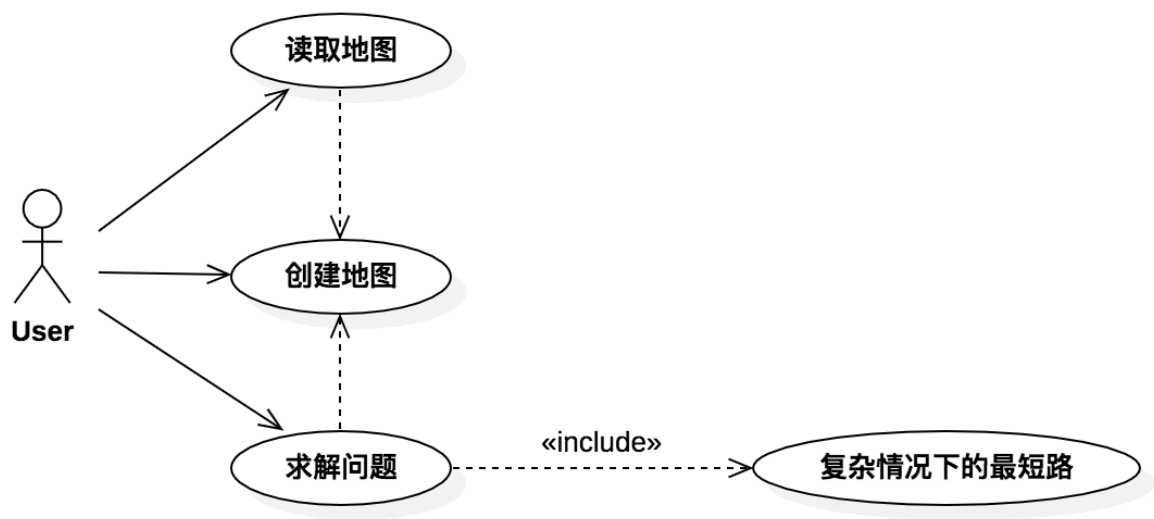 读取地图
创建地图
User
«include»
求解问题
复杂情况下的最短路